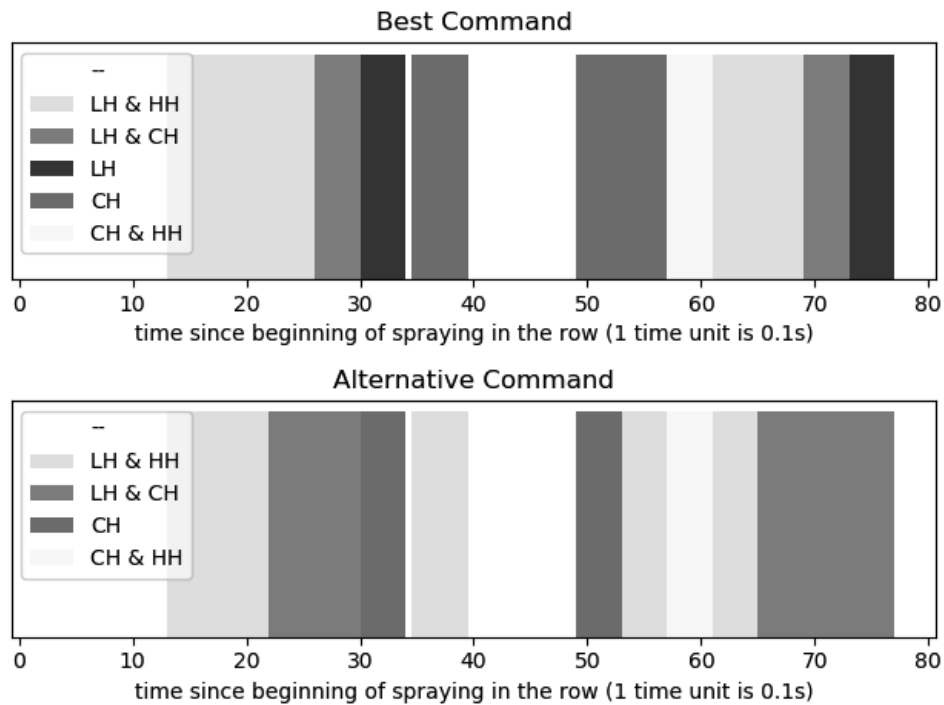 Best Command
--
LH & HH
LH & CH
LH
CH
CH & HH
0 10 20 30 40 50 60 70 80
time since beginning of spraying in the row (1 time unit is 0.1s)
Alternative Command
--
LH & HH
LH & CH
CH
CH & HH
0 10 20 30 40 50 60 70 80
time since beginning of spraying in the row (1 time unit is 0.1s)